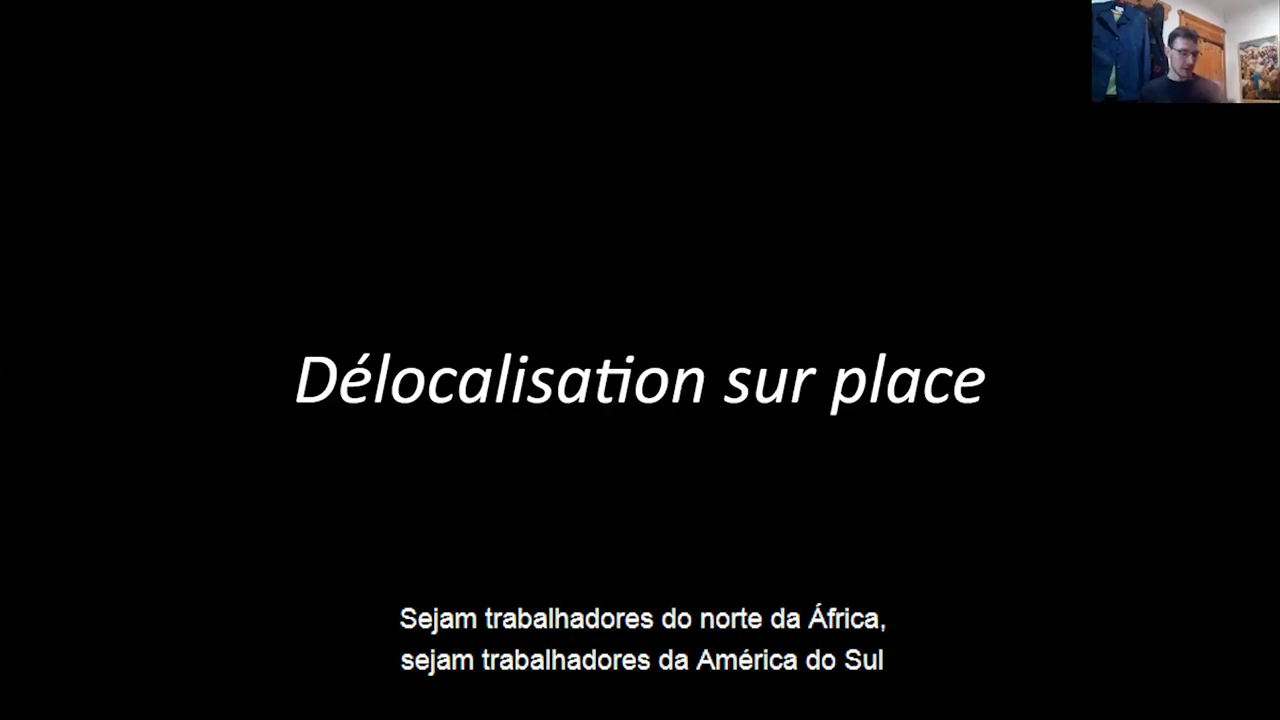 Délocalisation sur place
Sejam trabalhadores do norte da África,
sejam trabalhadores da América do Sul